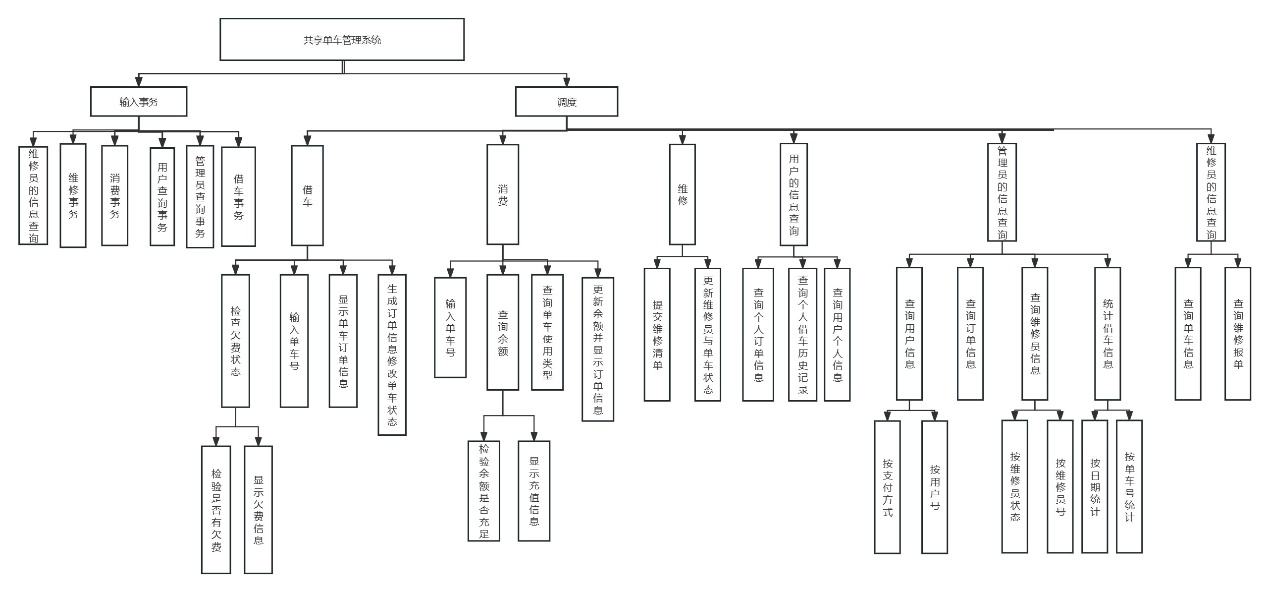 共享单车管理系统
输入事务
调度
维修员的信息查询
维修事务
消费事务
用户查询事务
管理员查询事务
借车事务
借车
消费
维修
用户的信息查询
管理员的信息查询
维修员的信息查询
检查欠费状态
输入单车号
显示单车订单信息
生成订单信息修改单车状态
输入单车号
查询余额
查询单车使用类型
更新余额并显示订单信息
提交维修清单
更新维修员与单车状态
查询个人订单信息
查询个人借车历史记录
查询用户个人信息
查询用户信息
查询订单信息
查询维修员信息
统计借车信息
查询单车信息
查询维修报单
检验是否有欠费
显示欠费信息
检验余额是否充足
显示充值信息
按支付方式
按用户号
按维修员状态
按维修员号
按日期统计
按单车号统计